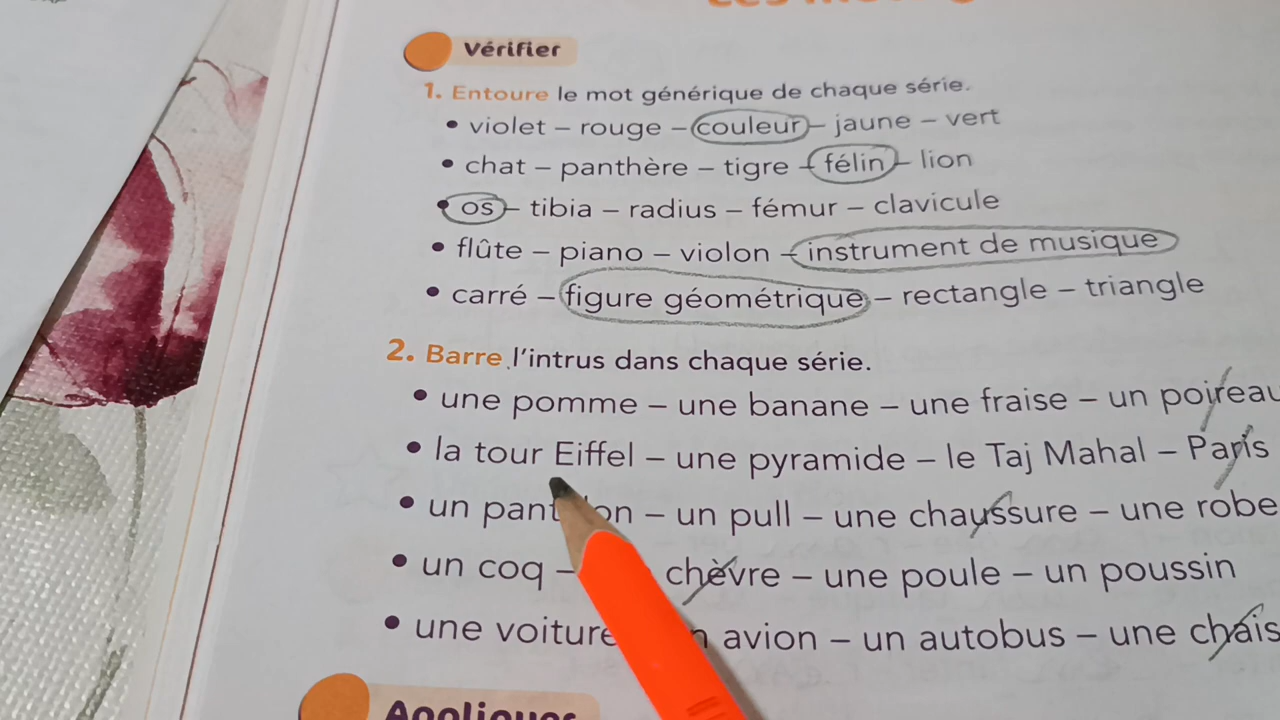 Vérifier
1. Entoure le mot générique de chaque série.
• violet – rouge – couleur – jaune – vert
• chat – panthère – tigre – félin – lion
• os – tibia – radius – fémur – clavicule
• flûte – piano – violon – instrument de musique
• carré – figure géométrique – rectangle – triangle
2. Barre l'intrus dans chaque série.
• une pomme – une banane – une fraise – un poireau
• la tour Eiffel – une pyramide – le Taj Mahal – Paris
• un – un pull – une chaussure – une robe
• un coq – chèvre – une poule – un poussin
• une voiture avion – un autobus – une
Appliquer